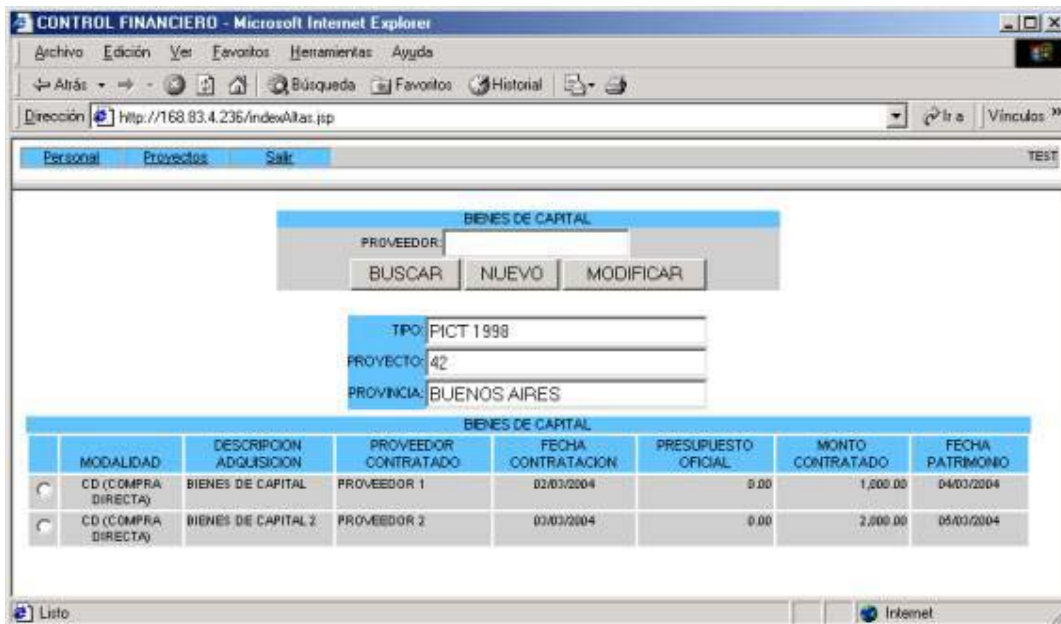 CONTROL FINANCIERO - Microsoft Internet Explorer
Archivo Edición Ver Favoritos Herramientas Ayuda
Atrás Búsqueda Favoritos Historial
Dirección http://168.83.4.236/indexAltas.jsp Ir a Vínculos »
Personal Proyectos Salir TEST
BIENES DE CAPITAL
PROVEEDOR:
BUSCAR NUEVO MODIFICAR
TIPO: PICT 1998
PROYECTO: 42
PROVINCIA: BUENOS AIRES
BIENES DE CAPITAL
DESCRIPCION PROVEEDOR FECHA PRESUPUESTO MONTO FECHA
MODALIDAD ADQUISICION CONTRATADO CONTRATACION OFICIAL CONTRATADO PATRIMONIO
CD (COMPRA BIENES DE CAPITAL PROVEEDOR 1 02/03/2004 0.00 1,000.00 04/03/2004
DIRECTA)
CD (COMPRA BIENES DE CAPITAL 2 PROVEEDOR 2 03/03/2004 0.00 2,000.00 05/03/2004
DIRECTA)
Listo Internet